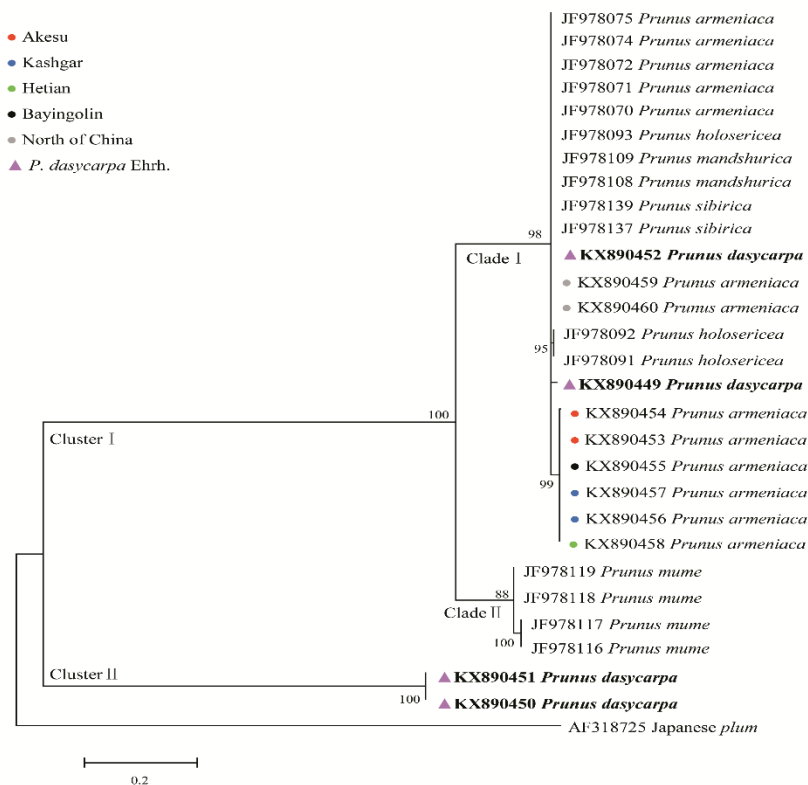 Akesu
Kashgar
Hetian
Bayingolin
North of China
P. dasycarpa Ehrh.
JF978075 Prunus armeniaca
JF978074 Prunus armeniaca
JF978072 Prunus armeniaca
JF978071 Prunus armeniaca
JF978070 Prunus armeniaca
JF978093 Prunus holosericea
JF978109 Prunus mandshurica
JF978108 Prunus mandshurica
JF978139 Prunus sibirica
JF978137 Prunus sibirica
98
Clade Ⅰ
KX890452 Prunus dasycarpa
KX890459 Prunus armeniaca
KX890460 Prunus armeniaca
JF978092 Prunus holosericea
95
JF978091 Prunus holosericea
KX890449 Prunus dasycarpa
100
Cluster Ⅰ
KX890454 Prunus armeniaca
KX890453 Prunus armeniaca
KX890455 Prunus armeniaca
99
KX890457 Prunus armeniaca
KX890456 Prunus armeniaca
KX890458 Prunus armeniaca
JF978119 Prunus mume
88
JF978118 Prunus mume
Clade Ⅱ
JF978117 Prunus mume
100
JF978116 Prunus mume
Cluster Ⅱ
KX890451 Prunus dasycarpa
100
KX890450 Prunus dasycarpa
AF318725 Japanese plum
0.2